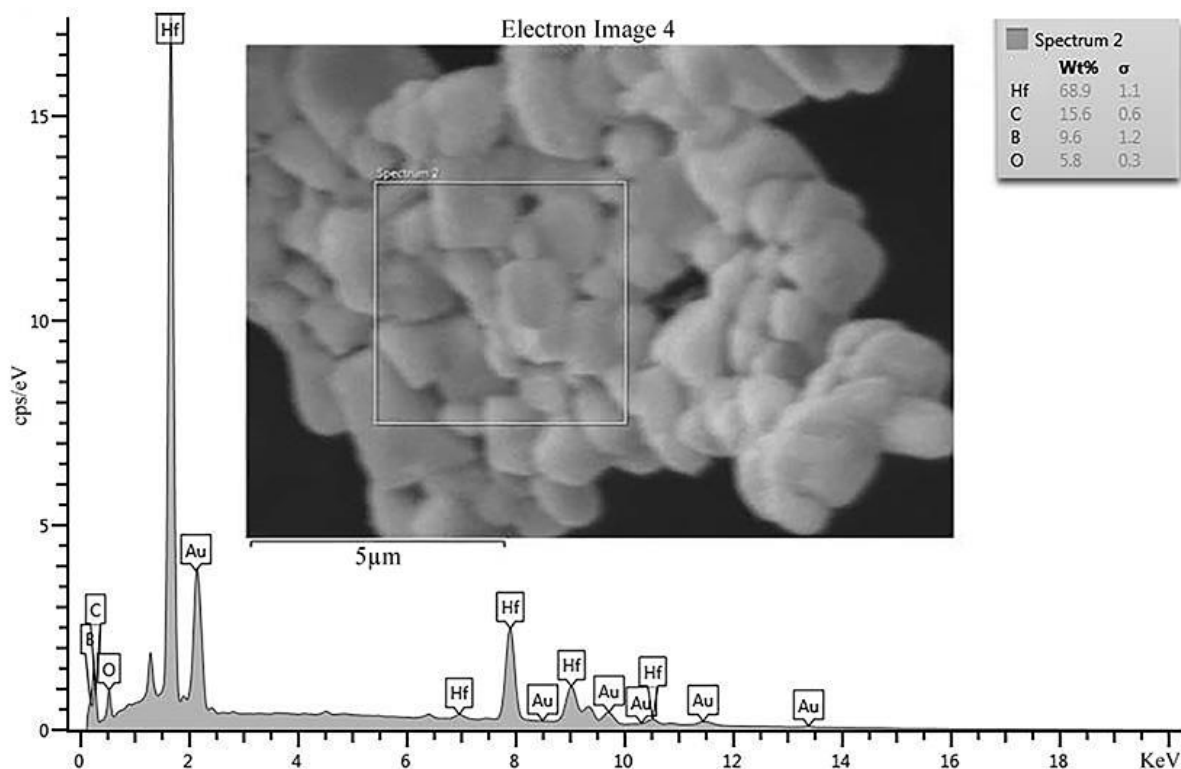 Electron Image 4
Spectrum 2
Wt% σ
Hf 68.9 1.1
C 15.6 0.6
B 9.6 1.2
O 5.8 0.3
Spectrum 2
5µm
cps/eV
15
10
5
0
Hf
Au
C
B
O
Hf
Hf
Au
Hf
Au
Au
Hf
Au
Au
0 2 4 6 8 10 12 14 16 18 KeV